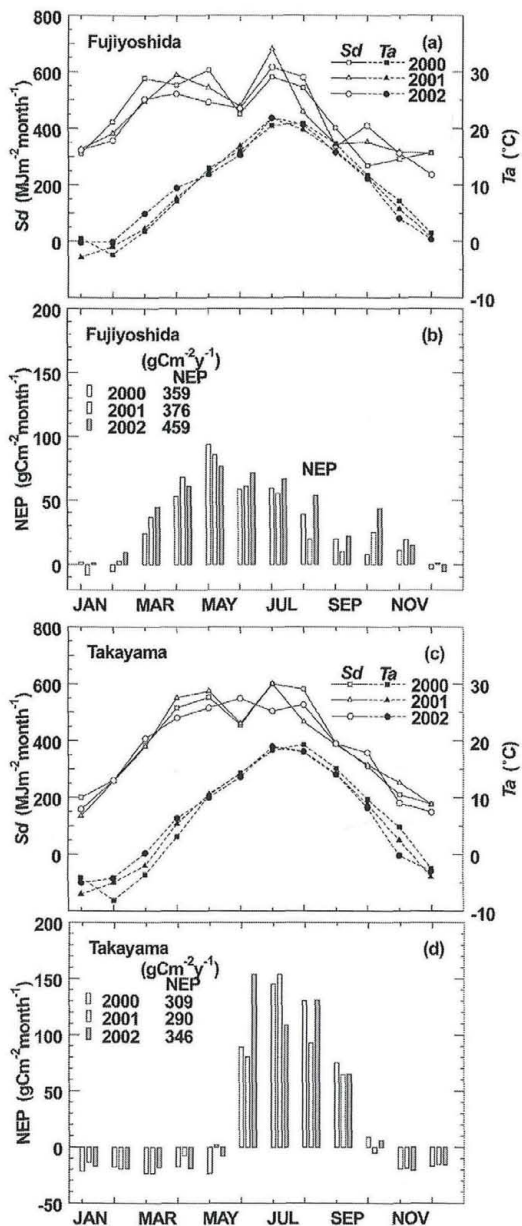 Fujiyoshida (a)
Sd Ta
2000
2001
2002
800
600
400
200
0
Sd (MJm⁻²month⁻¹)
30
20
10
0
-10
Ta (°C)
Fujiyoshida (b)
(gCm⁻²y⁻¹)
NEP
2000 359
2001 376
2002 459
NEP
200
150
100
50
0
NEP (gCm⁻²month⁻¹)
JAN MAR MAY JUL SEP NOV
Takayama (c)
Sd Ta
2000
2001
2002
800
600
400
200
0
Sd (MJm⁻²month⁻¹)
30
20
10
0
-10
Ta (°C)
Takayama (d)
(gCm⁻²y⁻¹)
NEP
2000 309
2001 290
2002 346
200
150
100
50
0
-50
NEP (gCm⁻²month⁻¹)
JAN MAR MAY JUL SEP NOV